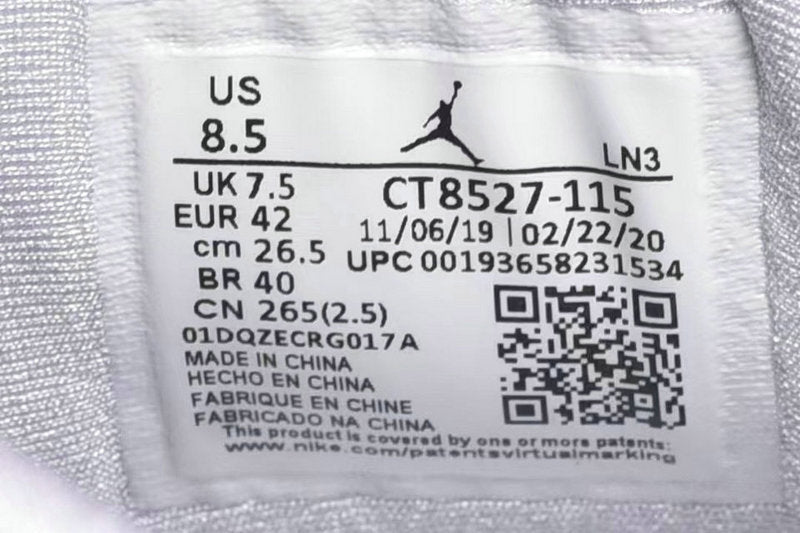 US
8.5
LN3
UK 7.5
EUR 42
cm 26.5
BR 40
CN 265(2.5)
CT8527-115
11/06/19 | 02/22/20
UPC 00193658231534
01DQZECRG017A
MADE IN CHINA
HECHO EN CHINA
FABRIQUE EN CHINE
FABRICADO NA CHINA
This product is covered by one or more patents:
www.nike.com/patentsvirtualmarking